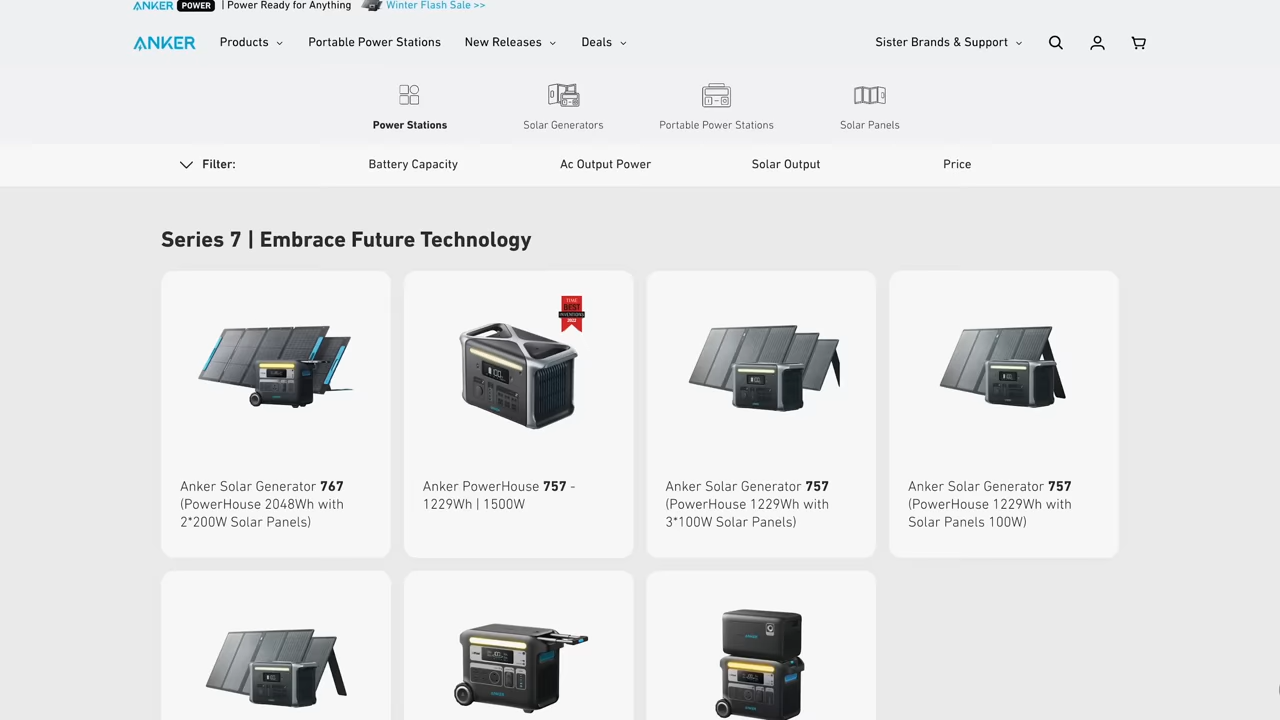 ANKER POWER | Power Ready for Anything Winter Flash Sale >>
ANKER Products Portable Power Stations New Releases Deals Sister Brands & Support
Power Stations Solar Generators Portable Power Stations Solar Panels
Filter: Battery Capacity Ac Output Power Solar Output Price
Series 7 | Embrace Future Technology
TIME
BEST
INVENTIONS
2022
Anker Solar Generator 767
(PowerHouse 2048Wh with
2*200W Solar Panels)
Anker PowerHouse 757 -
1229Wh | 1500W
Anker Solar Generator 757
(PowerHouse 1229Wh with
3*100W Solar Panels)
Anker Solar Generator 757
(PowerHouse 1229Wh with
Solar Panels 100W)